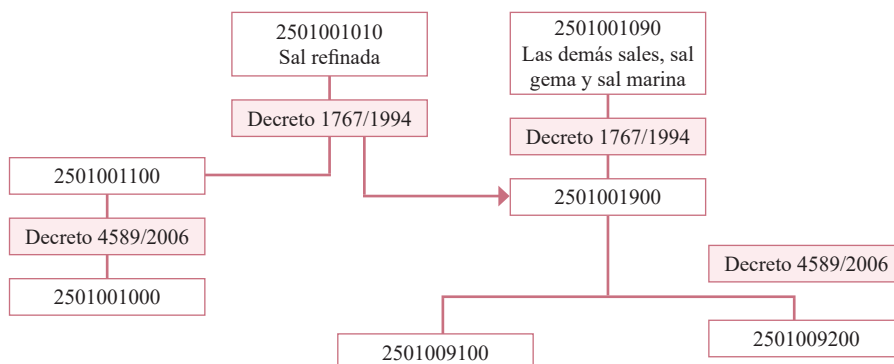 2501001010
Sal refinada
2501001090
Las demás sales, sal
gema y sal marina
Decreto 1767/1994
Decreto 1767/1994
2501001100
2501001900
Decreto 4589/2006
Decreto 4589/2006
2501001000
2501009100
2501009200